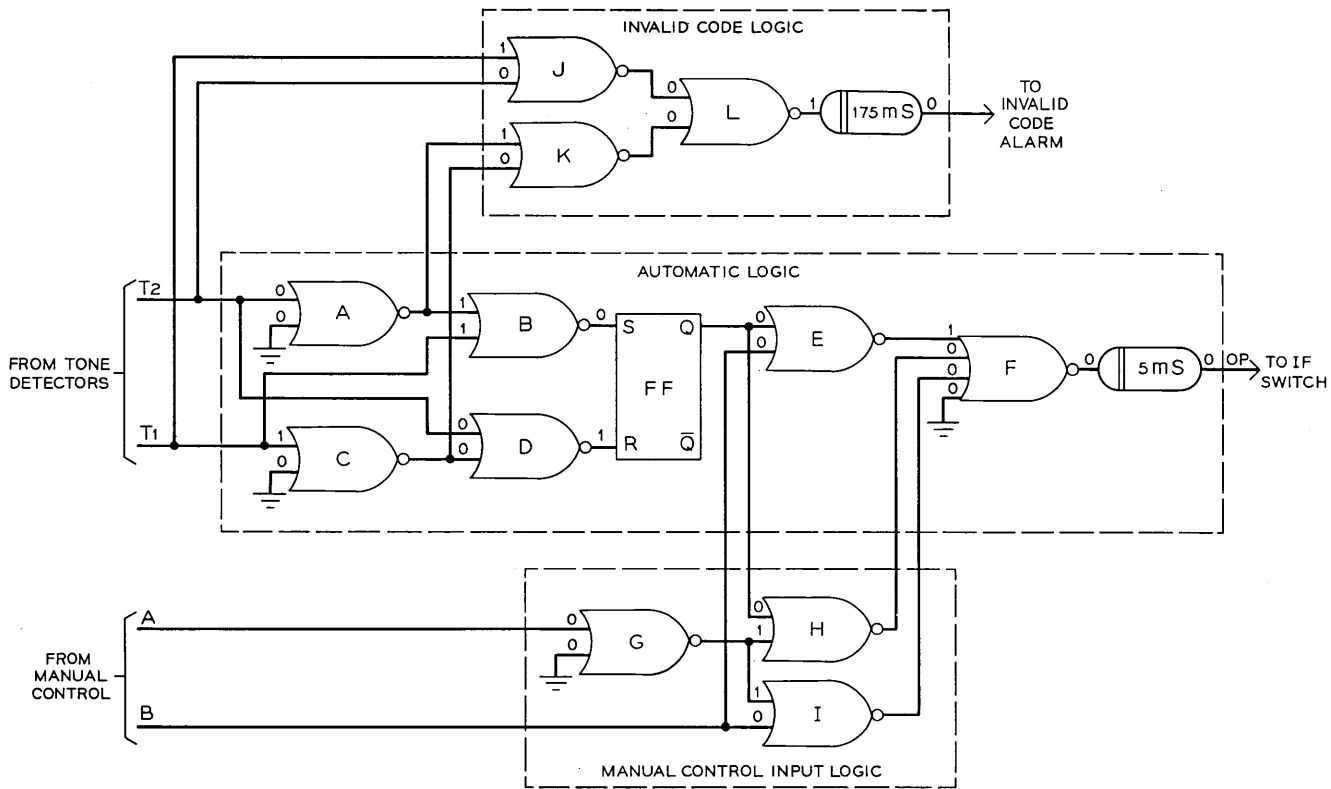 INVALID CODE LOGIC
1
0
J
0
0
L
1
175mS
0
TO
INVALID
CODE
ALARM
1
0
K
AUTOMATIC LOGIC
FROM TONE
DETECTORS
T2
0
0
A
1
1
B
0
S
Q
FF
R
Q̅
0
0
E
1
0
0
0
F
0
5mS
0
OP
TO IF
SWITCH
T1
1
0
C
0
0
D
1
FROM
MANUAL
CONTROL
A
B
0
0
G
0
1
H
1
0
I
MANUAL CONTROL INPUT LOGIC